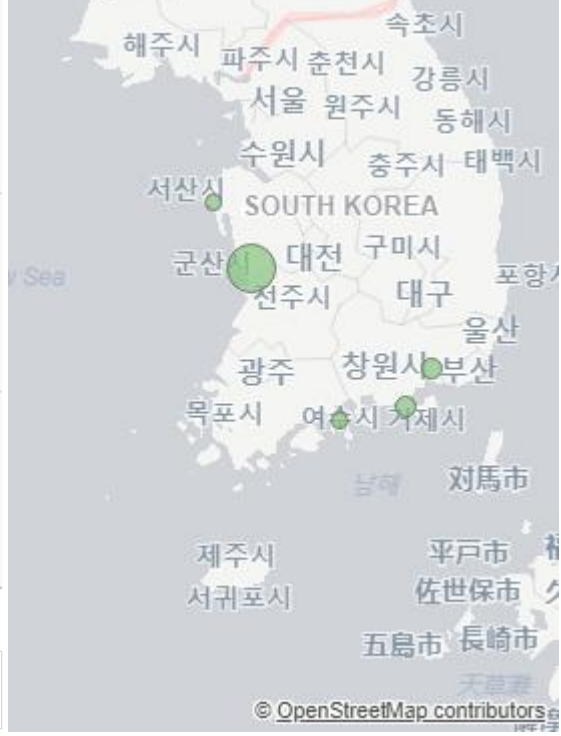 속초시
해주시
파주시 춘천시
강릉시
서울 원주시
동해시
수원시
충주시 태백시
서산시
SOUTH KOREA
군산시 대전 구미시
Sea
포항
전주시 대구
울산
광주 창원시 부산
목포시 여수시 거제시
남해
対馬市
제주시
서귀포시
平戸市
佐世保市
五島市 長崎市
天草灘
© OpenStreetMap contributors